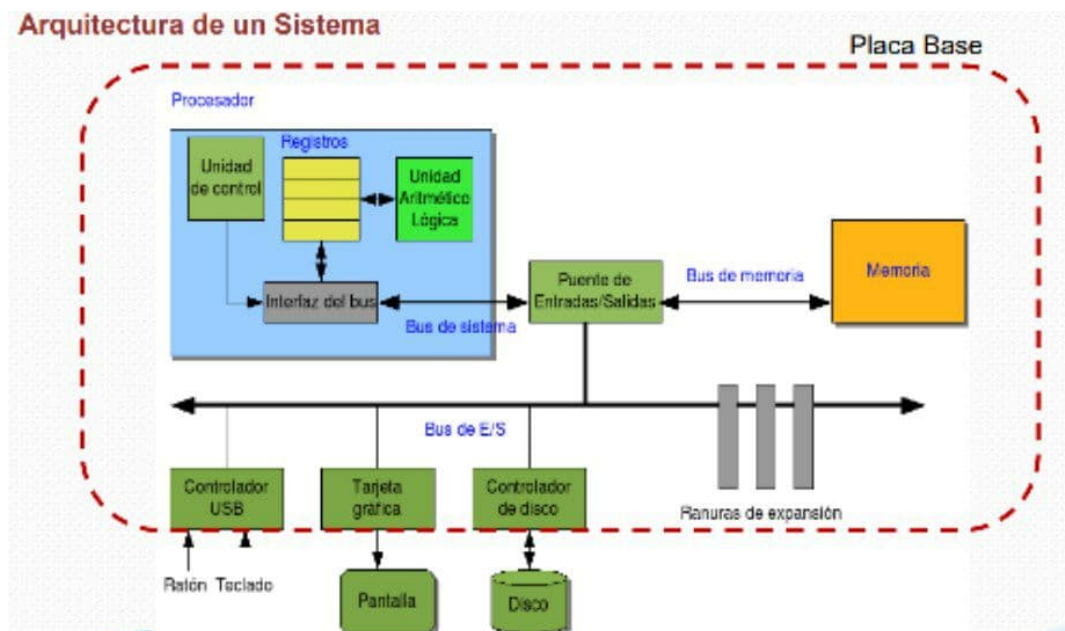 Arquitectura de un Sistema
Placa Base
Procesador
Registros
Unidad
de control
Unidad
Aritmético
Lógica
Interfaz del bus
Bus de sistema
Puente de
Entradas/Salidas
Bus de memoria
Memoria
Bus de E/S
Controlador
USB
Tarjeta
gráfica
Controlador
de disco
Ranuras de expansión
Ratón Teclado
Pantalla
Disco